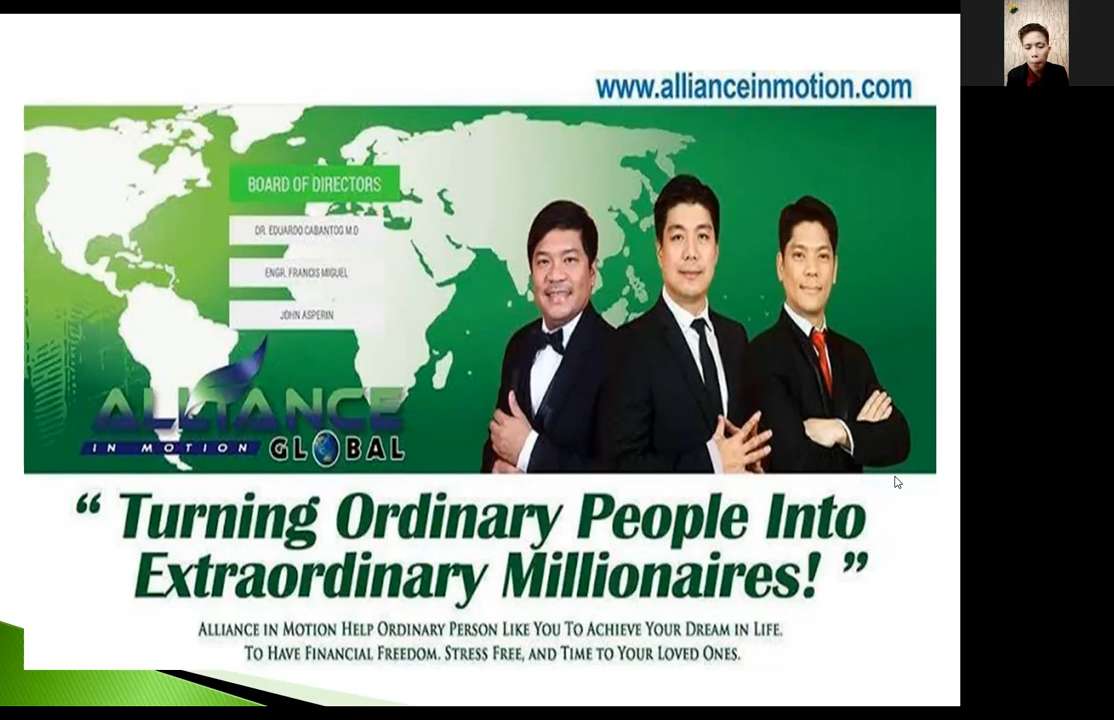 www.allianceinmotion.com
BOARD OF DIRECTORS
DR. EDUARDO CABANTOG M.D
ENGR. FRANCIS MIGUEL
JOHN ASPERIN
ALLIANCE
IN MOTION
GLOBAL
“ Turning Ordinary People Into
Extraordinary Millionaires! ”
ALLIANCE IN MOTION HELP ORDINARY PERSON LIKE YOU TO ACHIEVE YOUR DREAM IN LIFE.
TO HAVE FINANCIAL FREEDOM. STRESS FREE, AND TIME TO YOUR LOVED ONES.